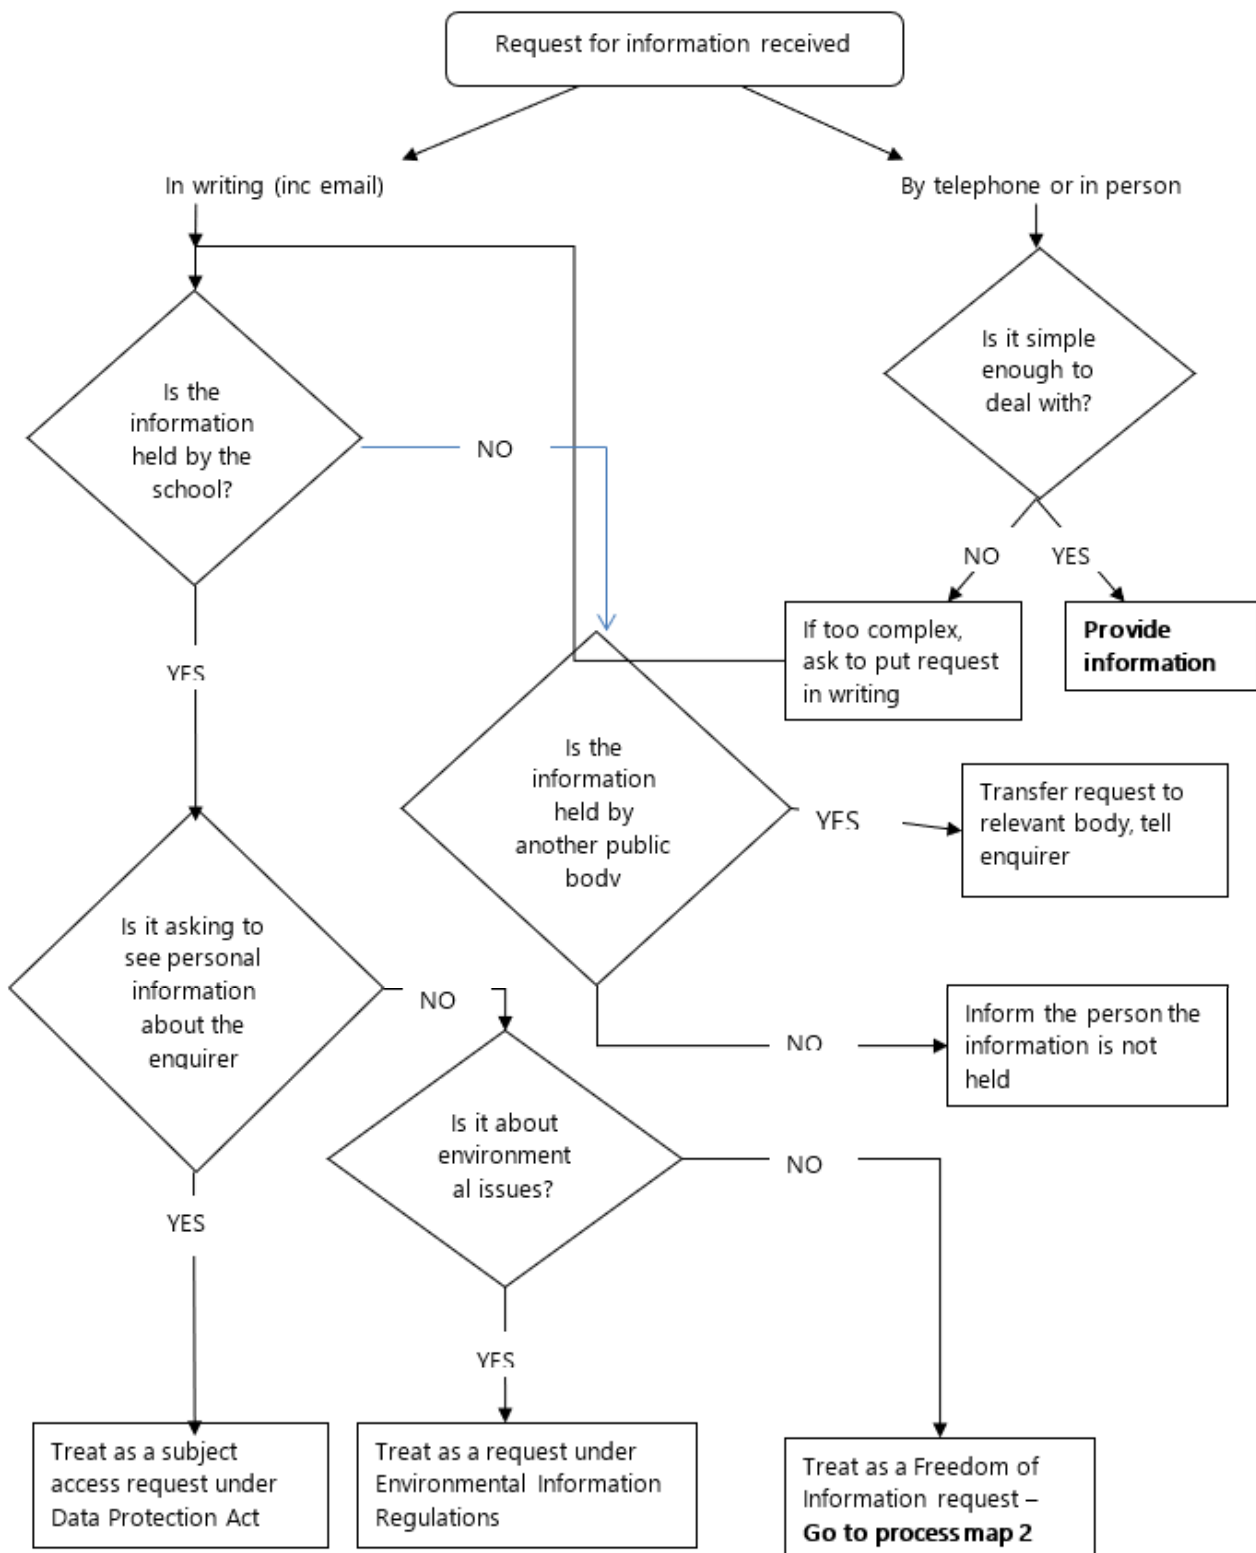 Request for information received
In writing (inc email)
By telephone or in person
Is it simple
enough to
deal with?
Is the
information
held by the
school?
NO
NO
YES
If too complex,
ask to put request
in writing
Provide
information
YES
Is the
information
held by
another public
body
YES
Transfer request to
relevant body, tell
enquirer
Is it asking to
see personal
information
about the
enquirer
NO
Inform the person the
information is not
held
NO
Is it about
environment
al issues?
NO
YES
YES
Treat as a subject
access request under
Data Protection Act
Treat as a request under
Environmental Information
Regulations
Treat as a Freedom of
Information request –
Go to process map 2